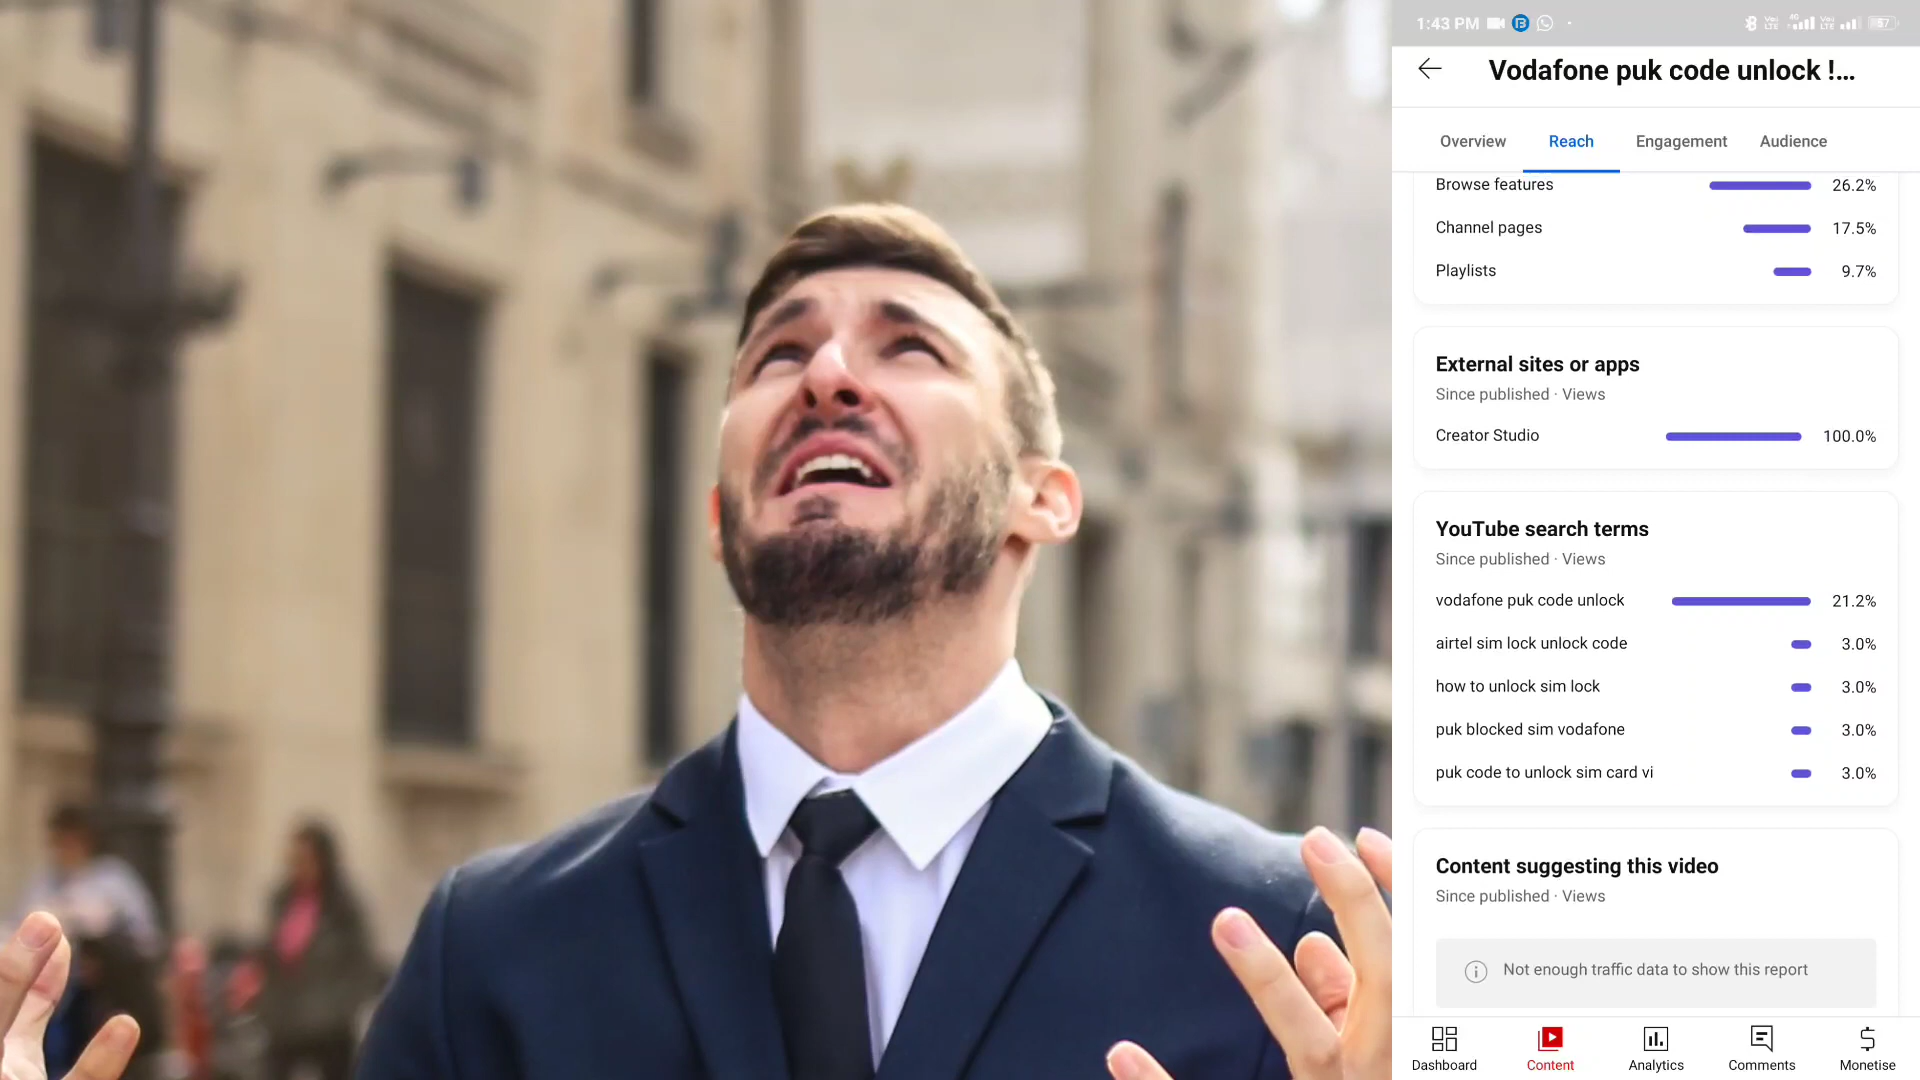 1:43 PM
57
Vodafone puk code unlock !...
Overview Reach Engagement Audience
Browse features 26.2%
Channel pages 17.5%
Playlists 9.7%
External sites or apps
Since published · Views
Creator Studio 100.0%
YouTube search terms
Since published · Views
vodafone puk code unlock 21.2%
airtel sim lock unlock code 3.0%
how to unlock sim lock 3.0%
puk blocked sim vodafone 3.0%
puk code to unlock sim card vi 3.0%
Content suggesting this video
Since published · Views
Not enough traffic data to show this report
Dashboard Content Analytics Comments Monetise